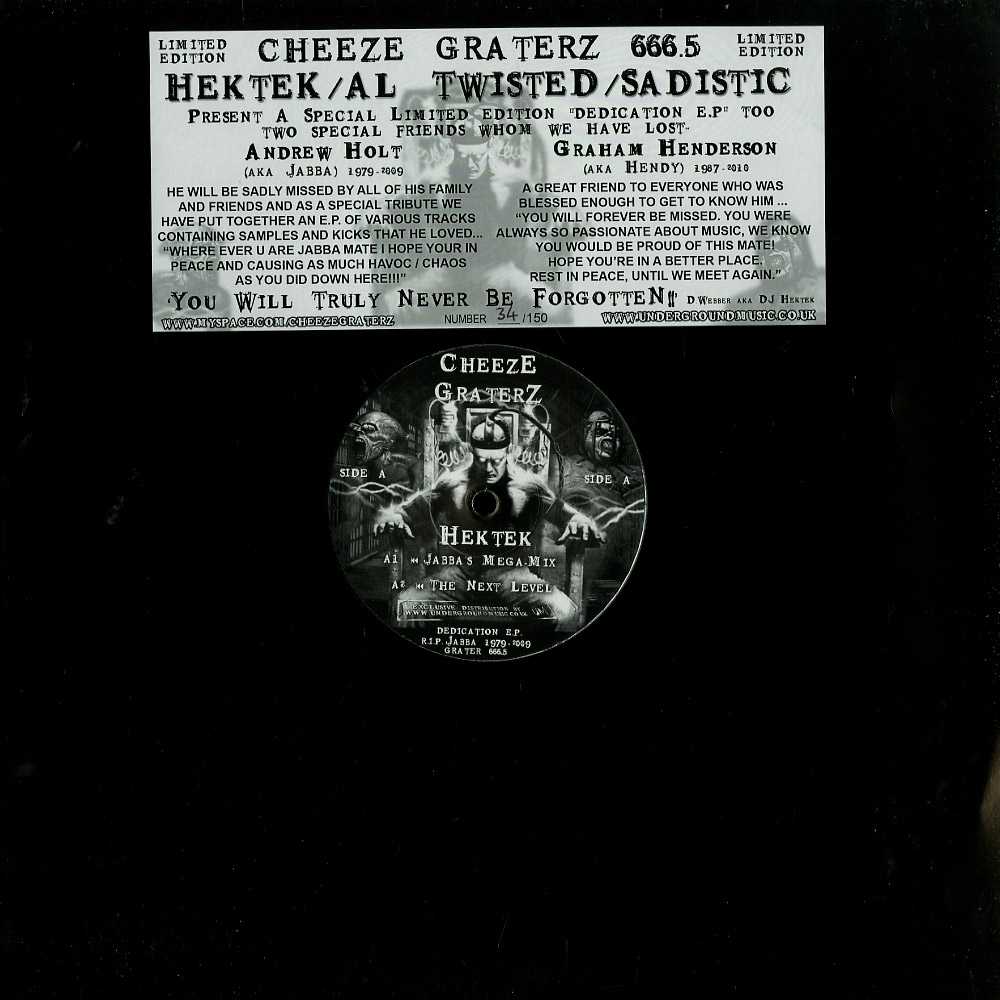 LIMITED EDITION
CHEEZE GRATERZ 666.5
LIMITED EDITION
HEKTEK/AL TWISTED/SADISTIC
PRESENT A SPECIAL LIMITED EDITION "DEDICATION E.P" TOO
TWO SPECIAL FRIENDS WHOM WE HAVE LOST-
ANDREW HOLT
(AKA JABBA) 1979-2009
HE WILL BE SADLY MISSED BY ALL OF HIS FAMILY
AND FRIENDS AND AS A SPECIAL TRIBUTE WE
HAVE PUT TOGETHER AN E.P. OF VARIOUS TRACKS
CONTAINING SAMPLES AND KICKS THAT HE LOVED...
"WHERE EVER U ARE JABBA MATE I HOPE YOUR IN
PEACE AND CAUSING AS MUCH HAVOC / CHAOS
AS YOU DID DOWN HERE!!!"
GRAHAM HENDERSON
(AKA HENDY) 1987-2010
A GREAT FRIEND TO EVERYONE WHO WAS
BLESSED ENOUGH TO GET TO KNOW HIM ...
"YOU WILL FOREVER BE MISSED. YOU WERE
ALWAYS SO PASSIONATE ABOUT MUSIC, WE KNOW
YOU WOULD BE PROUD OF THIS MATE!
HOPE YOU'RE IN A BETTER PLACE.
REST IN PEACE, UNTIL WE MEET AGAIN."
'YOU WILL TRULY NEVER BE FORGOTTEN!! D WEBBER AKA DJ HEKTEK
WWW.MYSPACE.COM/CHEEZEGRATERZ
NUMBER 34 /150
WWW.UNDERGROUNDMUSIC.CO.UK
CHEEZE
GRATERZ
SIDE A
SIDE A
HEKTEK
A1 JABBA'S MEGA-MIX
A2 THE NEXT LEVEL
EXCLUSIVE DISTRIBUTION BY
WWW.UNDERGROUNDMUSIC.CO.UK
DEDICATION E.P.
R.I.P. JABBA 1979-2009
GRATER 666.5